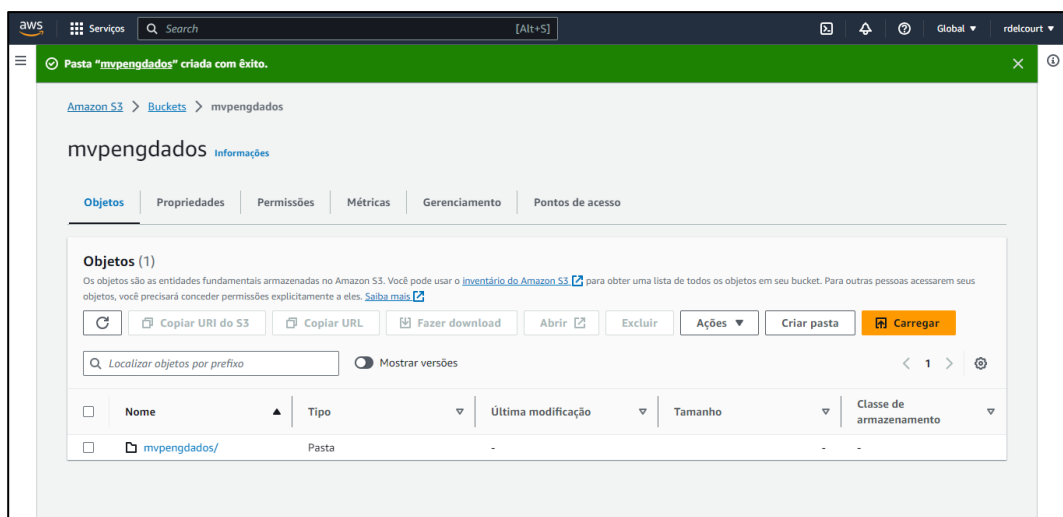 aws Serviços Search [Alt+S] Global rdelcourt
Pasta "mvpengdados" criada com êxito.
Amazon S3 > Buckets > mvpengdados
mvpengdados Informações
Objetos Propriedades Permissões Métricas Gerenciamento Pontos de acesso
Objetos (1)
Os objetos são as entidades fundamentais armazenadas no Amazon S3. Você pode usar o inventário do Amazon S3 para obter uma lista de todos os objetos em seu bucket. Para outras pessoas acessarem seus
objetos, você precisará conceder permissões explicitamente a eles. Saiba mais
Copiar URI do S3 Copiar URL Fazer download Abrir Excluir Ações Criar pasta Carregar
Localizar objetos por prefixo Mostrar versões < 1 >
Nome Tipo Última modificação Tamanho Classe de
armazenamento
mvpengdados/ Pasta - - -